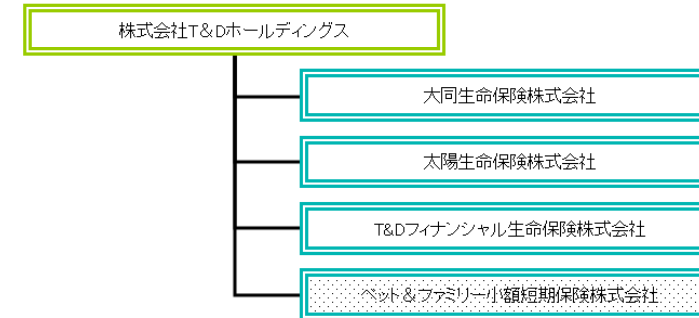 株式会社T&Dホールディングス
大同生命保険株式会社
太陽生命保険株式会社
T&Dフィナンシャル生命保険株式会社
ペット&ファミリー小額短期保険株式会社